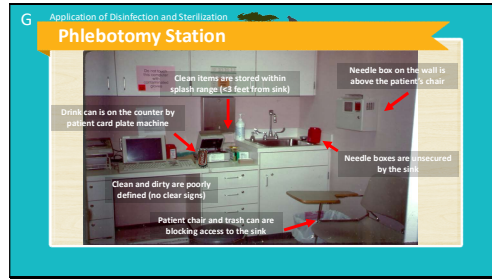 G
Application of Disinfection and Sterilization
Phlebotomy Station
Clean items are stored within
splash range (<3 feet from sink)
Needle box on the wall is
above the patient's chair
Drink can is on the counter by
patient card plate machine
Needle boxes are unsecured
by the sink
Clean and dirty are poorly
defined (no clear signs)
Patient chair and trash can are
blocking access to the sink